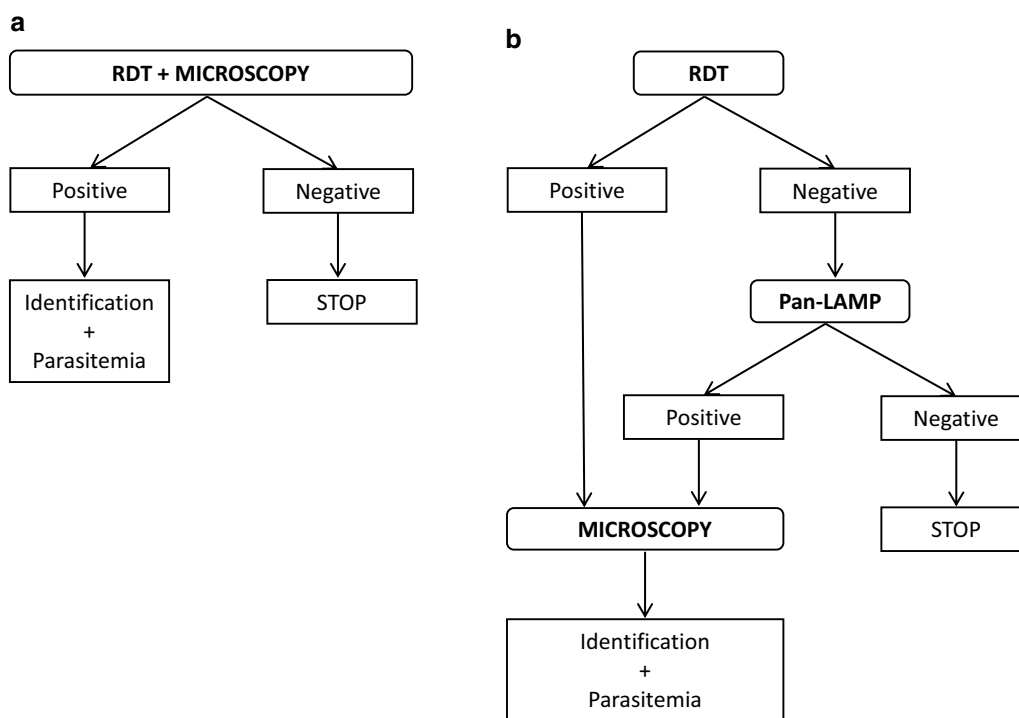 a
RDT + MICROSCOPY
Positive
Negative
Identification
+
Parasitemia
STOP
b
RDT
Positive
Negative
Pan-LAMP
Positive
Negative
MICROSCOPY
STOP
Identification
+
Parasitemia